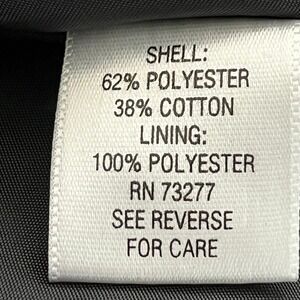 SHELL:
62% POLYESTER
38% COTTON
LINING:
100% POLYESTER
RN 73277
SEE REVERSE
FOR CARE